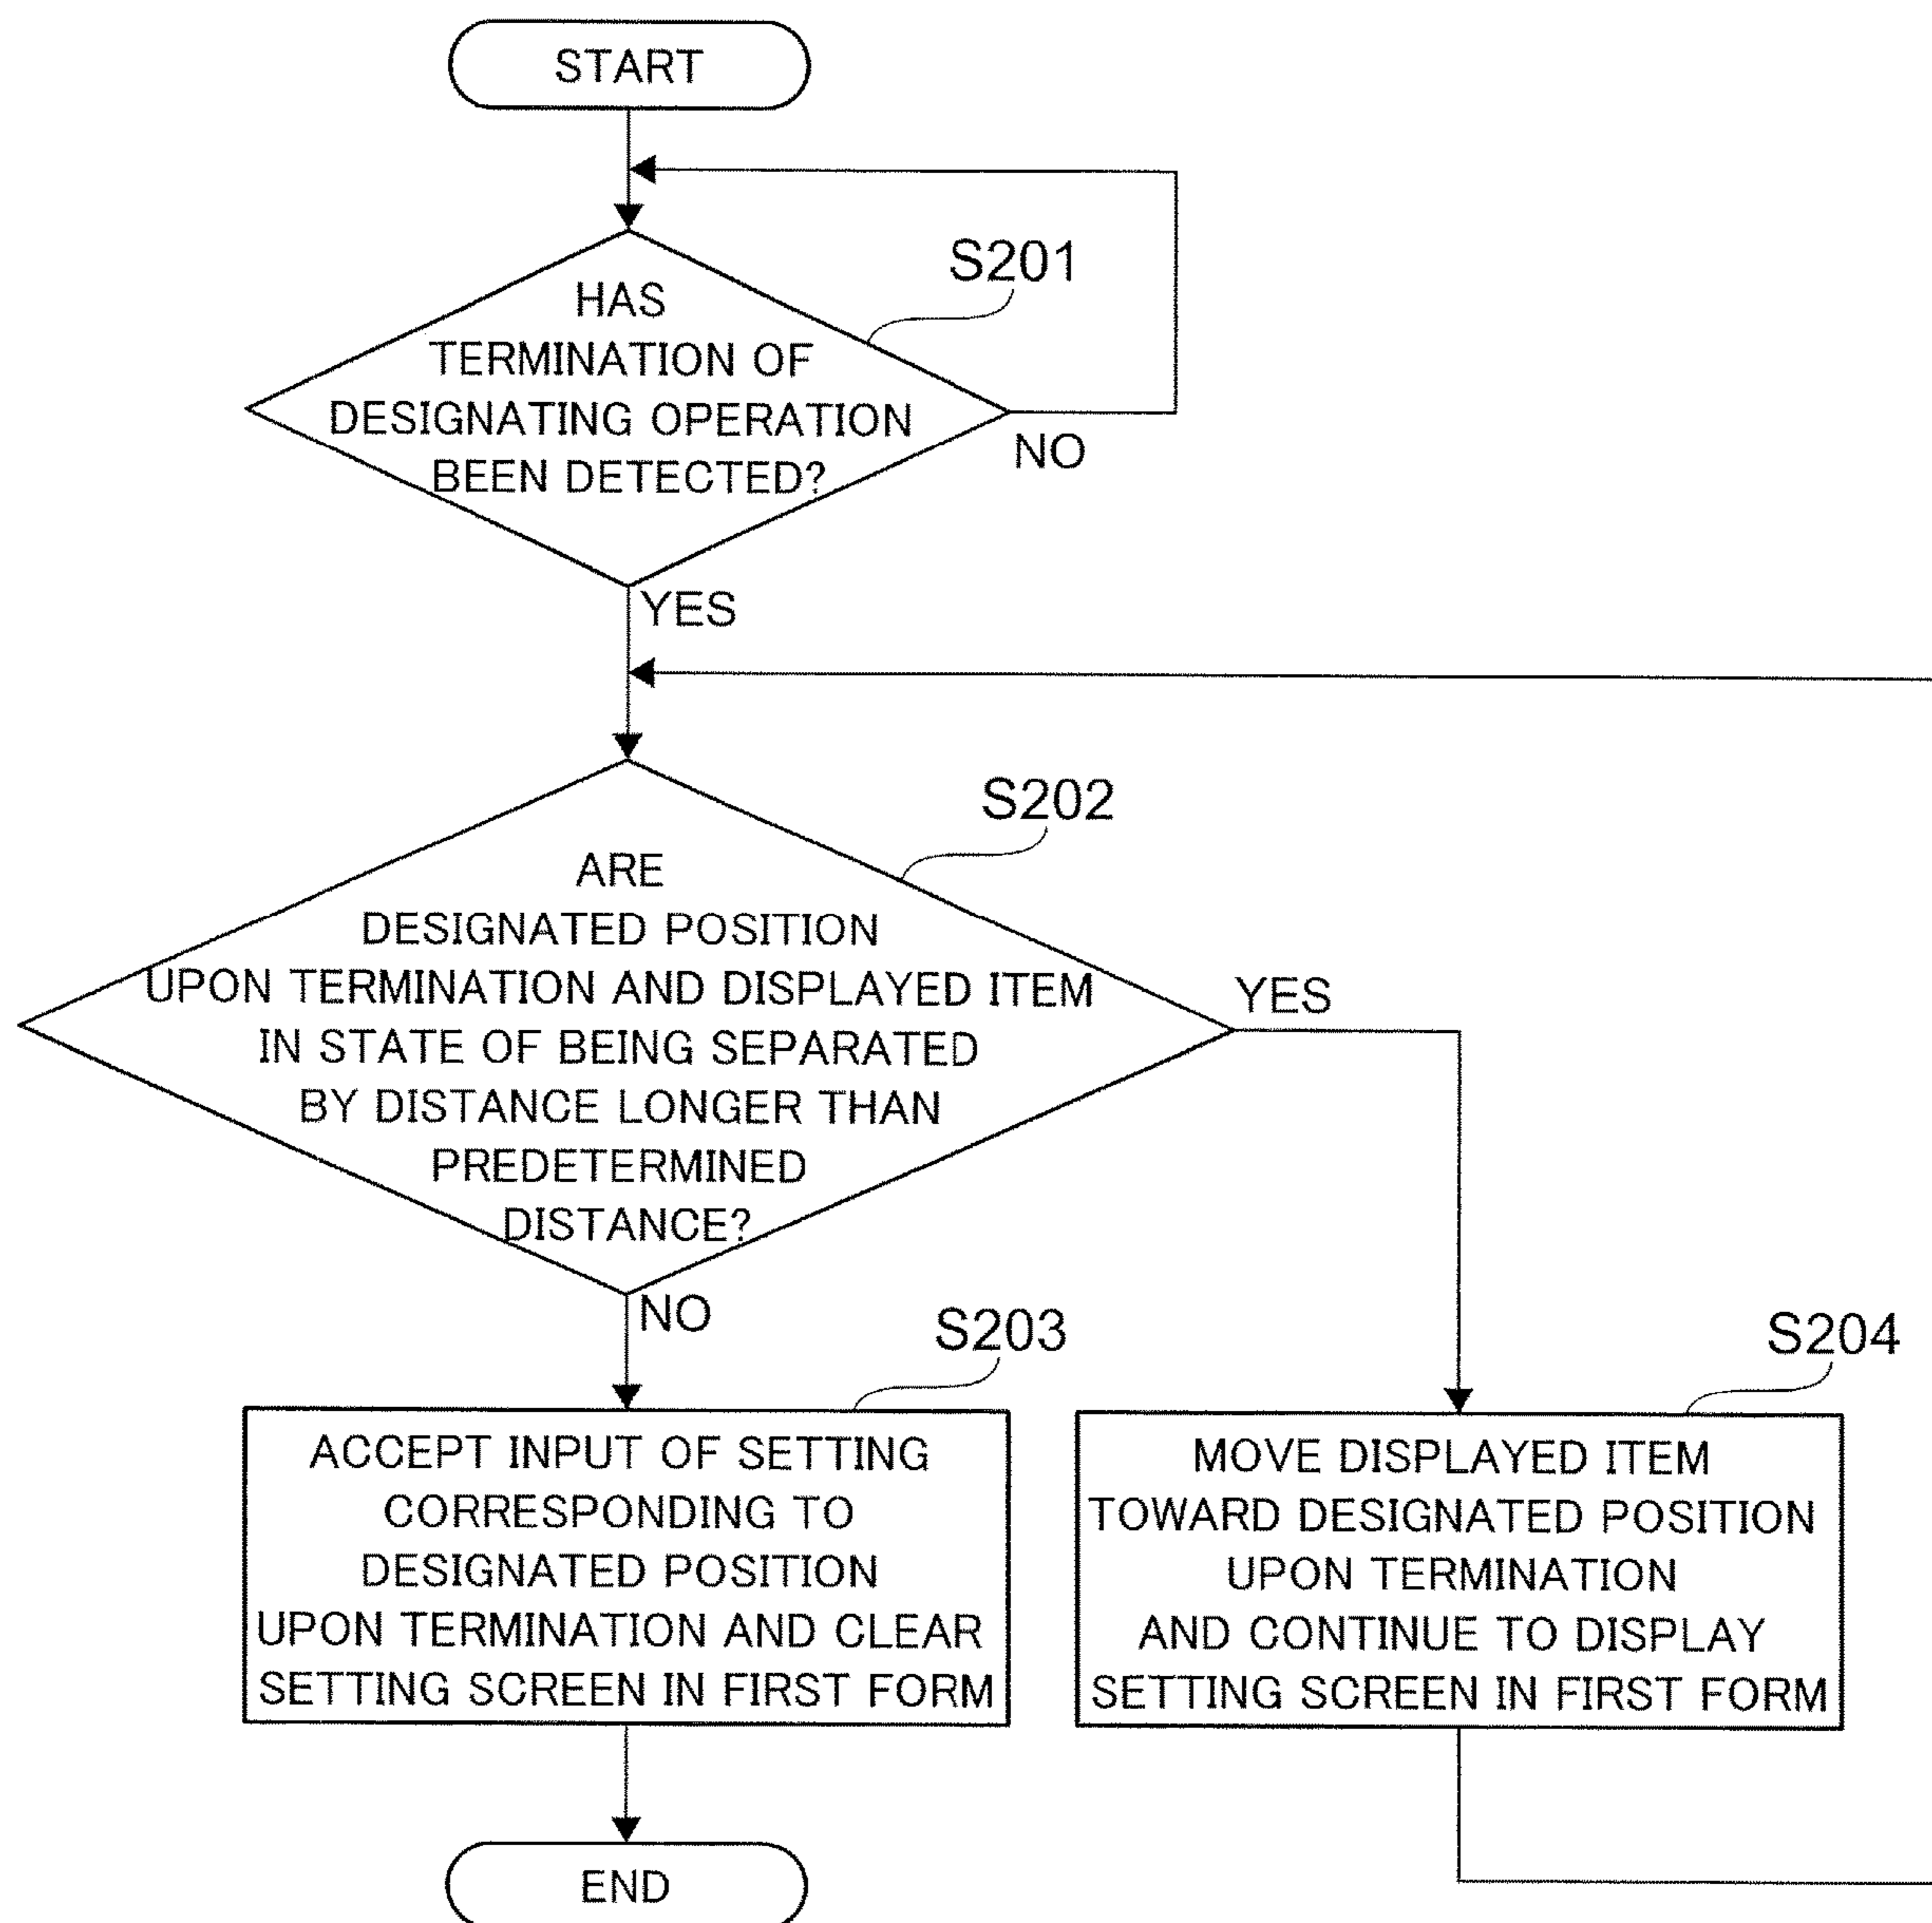 START
S201
HAS
TERMINATION OF
DESIGNATING OPERATION
BEEN DETECTED?
NO
YES
S202
ARE
DESIGNATED POSITION
UPON TERMINATION AND DISPLAYED ITEM
IN STATE OF BEING SEPARATED
BY DISTANCE LONGER THAN
PREDETERMINED
DISTANCE?
YES
NO
S203
ACCEPT INPUT OF SETTING
CORRESPONDING TO
DESIGNATED POSITION
UPON TERMINATION AND CLEAR
SETTING SCREEN IN FIRST FORM
S204
MOVE DISPLAYED ITEM
TOWARD DESIGNATED POSITION
UPON TERMINATION
AND CONTINUE TO DISPLAY
SETTING SCREEN IN FIRST FORM
END